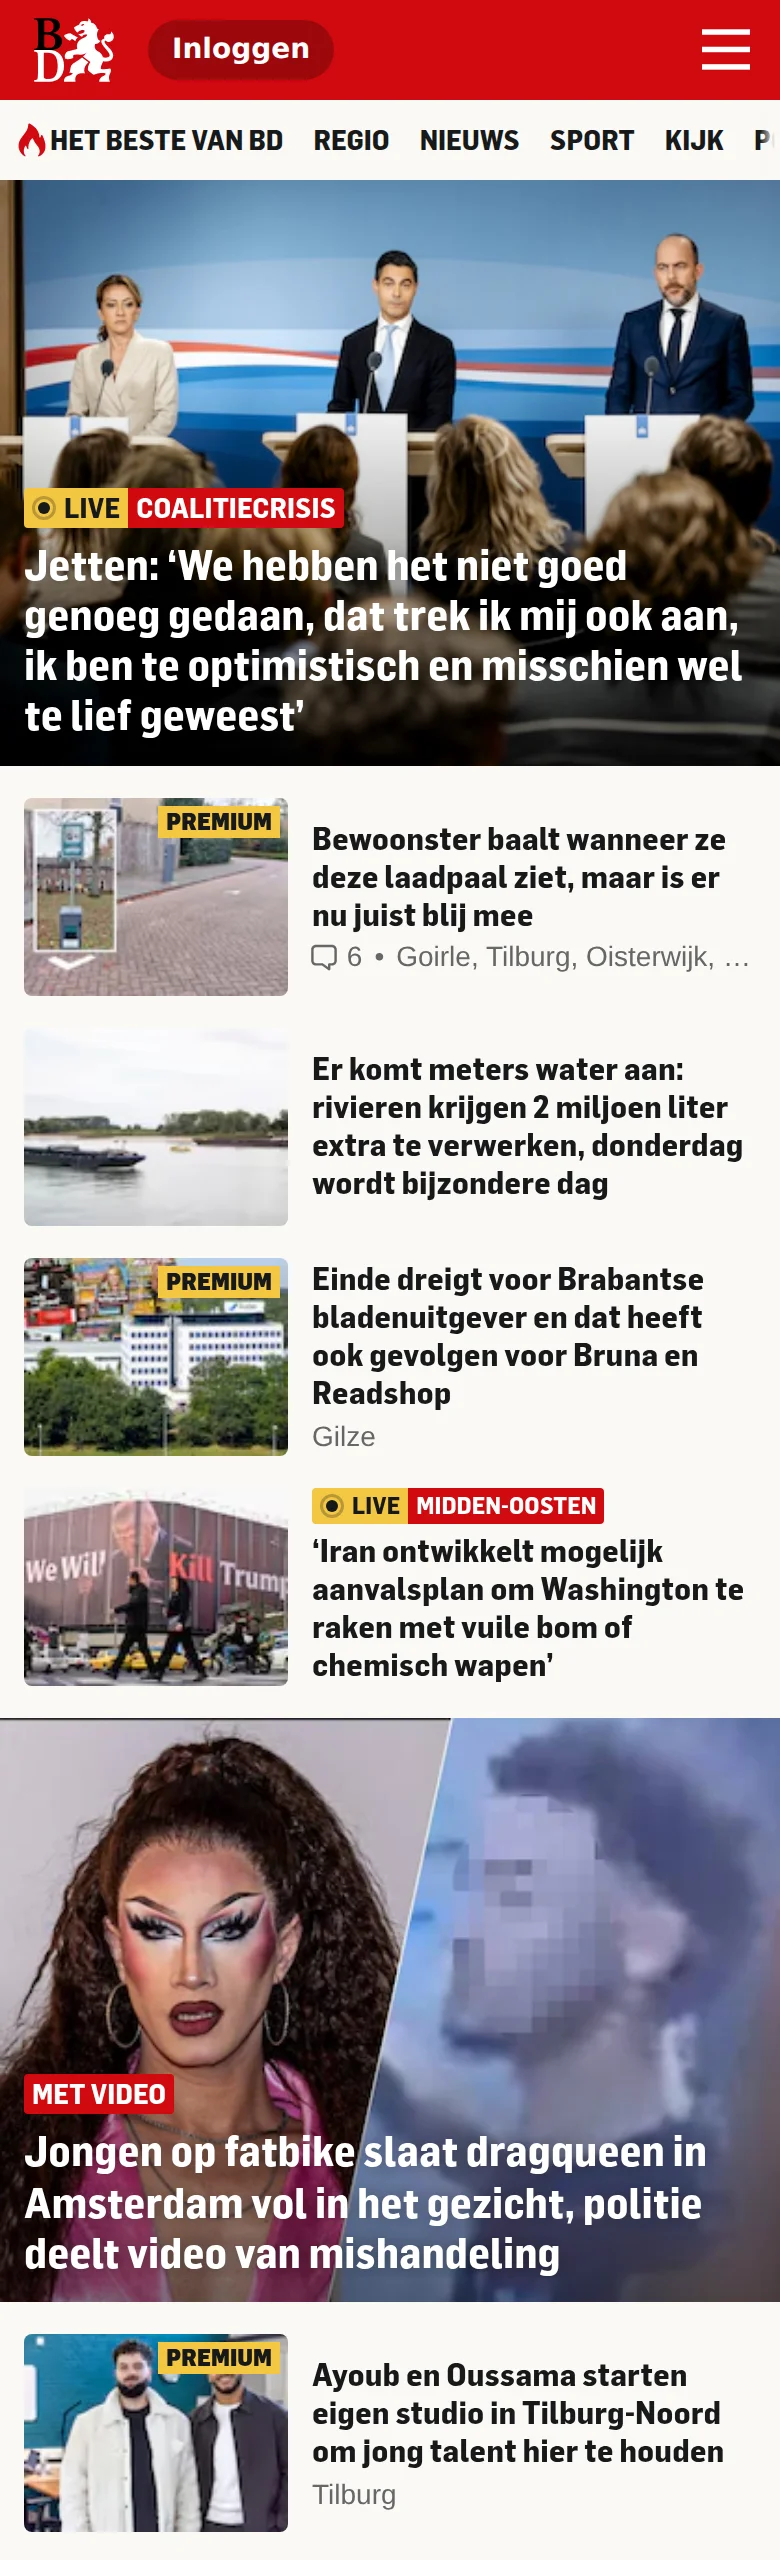 B
D
Inloggen
HET BESTE VAN BD REGIO NIEUWS SPORT KIJK
LIVE COALITIECRISIS
Jetten: ‘We hebben het niet goed
genoeg gedaan, dat trek ik mij ook aan,
ik ben te optimistisch en misschien wel
te lief geweest’
PREMIUM
Bewoonster baalt wanneer ze
deze laadpaal ziet, maar is er
nu juist blij mee
6 • Goirle, Tilburg, Oisterwijk, …
Er komt meters water aan:
rivieren krijgen 2 miljoen liter
extra te verwerken, donderdag
wordt bijzondere dag
PREMIUM
Einde dreigt voor Brabantse
bladenuitgever en dat heeft
ook gevolgen voor Bruna en
Readshop
Gilze
We Will Kill Trump
LIVE MIDDEN-OOSTEN
‘Iran ontwikkelt mogelijk
aanvalsplan om Washington te
raken met vuile bom of
chemisch wapen’
MET VIDEO
Jongen op fatbike slaat dragqueen in
Amsterdam vol in het gezicht, politie
deelt video van mishandeling
PREMIUM
Ayoub en Oussama starten
eigen studio in Tilburg-Noord
om jong talent hier te houden
Tilburg